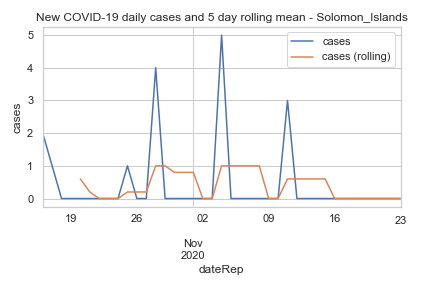 New COVID-19 daily cases and 5 day rolling mean - Solomon_Islands
cases
cases (rolling)
5
4
3
2
1
0
cases
19 26 02 09 16 23
Nov
2020
dateRep